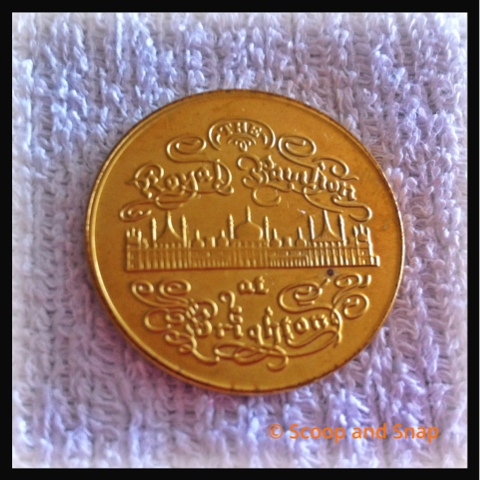 THE
Royal Pavilion
at
Brighton
© Scoop and Snap